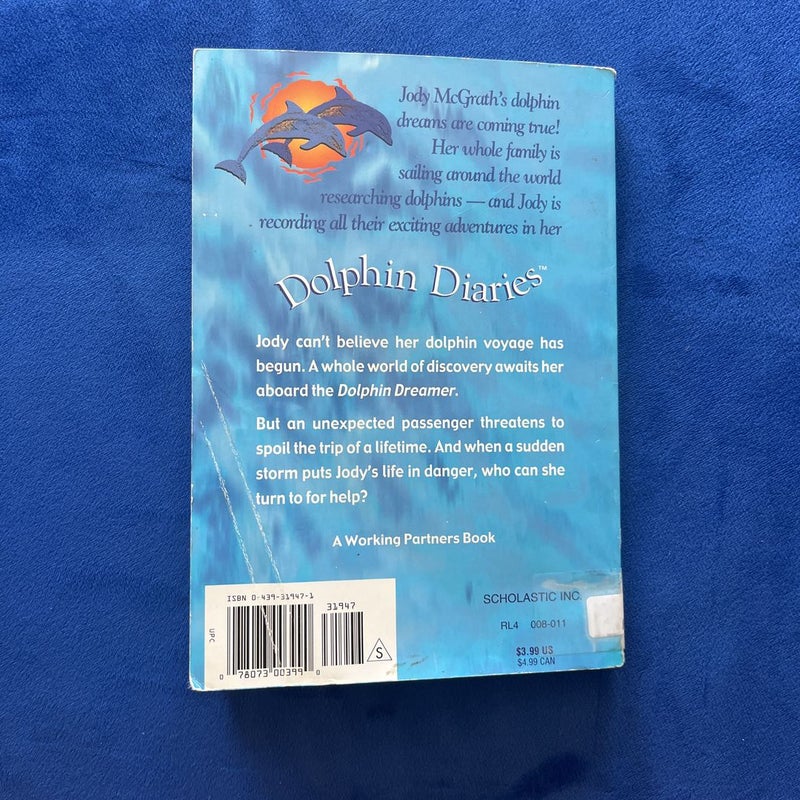 Jody McGrath's dolphin
dreams are coming true!
Her whole family is
sailing around the world
researching dolphins — and Jody is
recording all their exciting adventures in her
Dolphin Diaries™
Jody can't believe her dolphin voyage has
begun. A whole world of discovery awaits her
aboard the Dolphin Dreamer.
But an unexpected passenger threatens to
spoil the trip of a lifetime. And when a sudden
storm puts Jody's life in danger, who can she
turn to for help?
A Working Partners Book
ISBN 0-439-31947-1
31947
UPC
S
0 78073 00399 0
SCHOLASTIC INC.
RL4 008-011
$3.99 US
$4.99 CAN